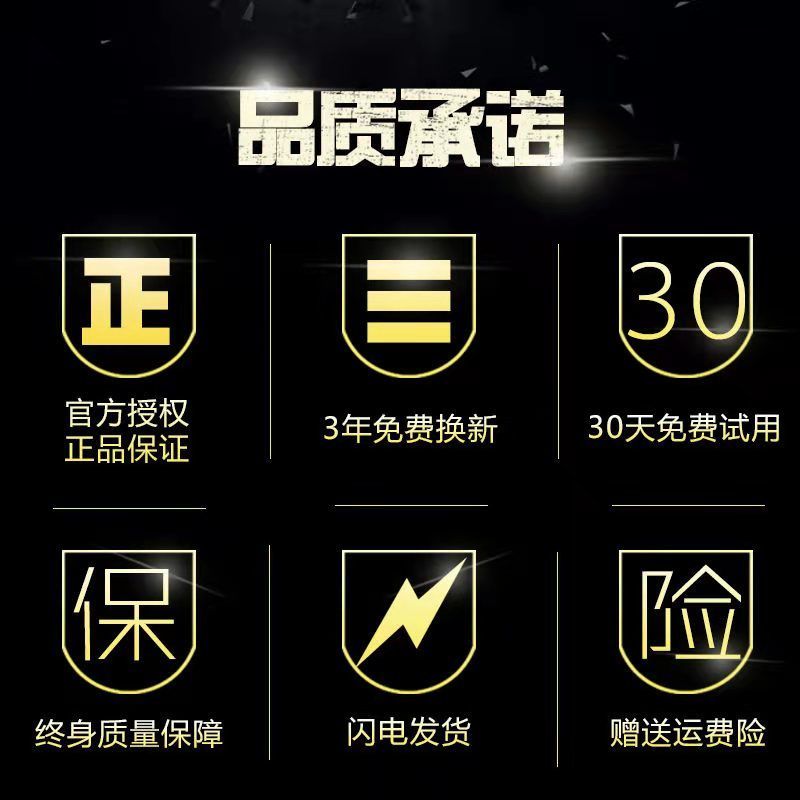 品质承诺
正
三
30
官方授权
正品保证
3年免费换新
30天免费试用
保
险
终身质量保障
闪电发货
赠送运费险